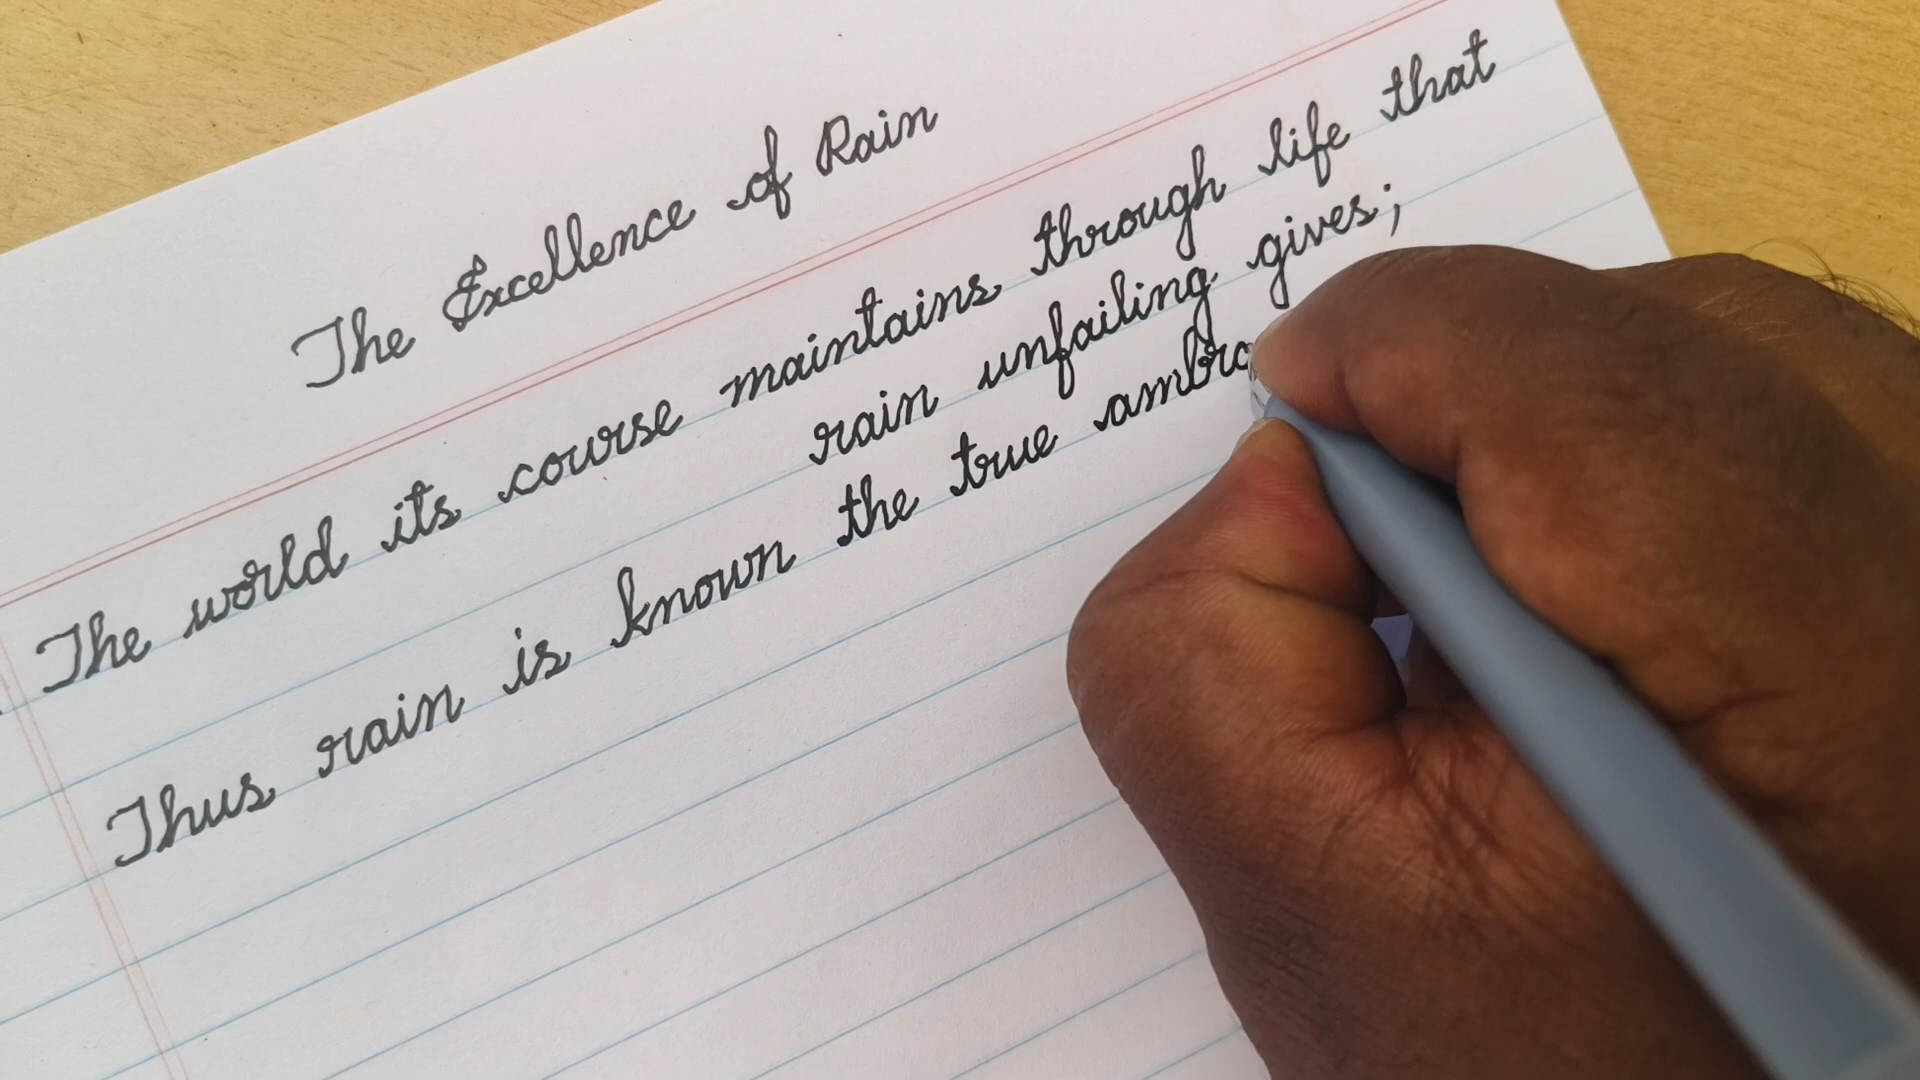 The Excellence of Rain
The world its course maintains through life that
rain unfailing gives;
Thus rain is known the true